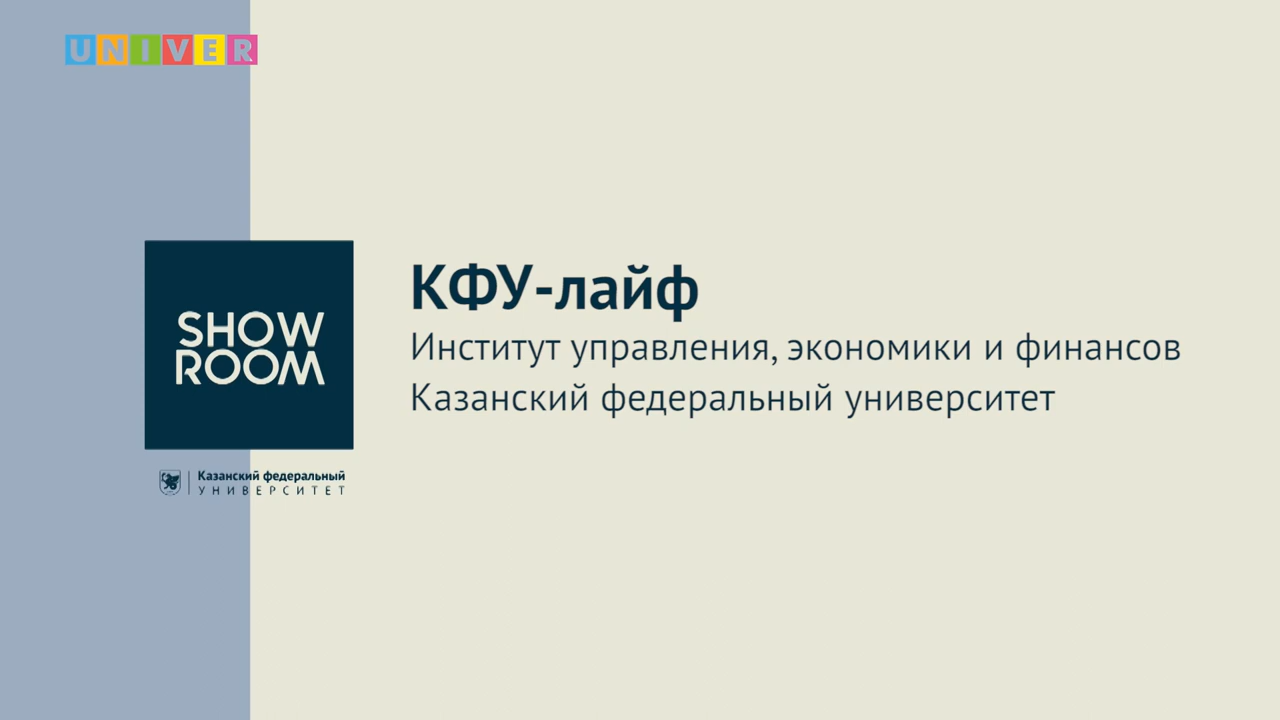 UNIVER
SHOW
ROOM
КФУ-лайф
Институт управления, экономики и финансов
Казанский федеральный университет
Казанский федеральный
УНИВЕРСИТЕТ